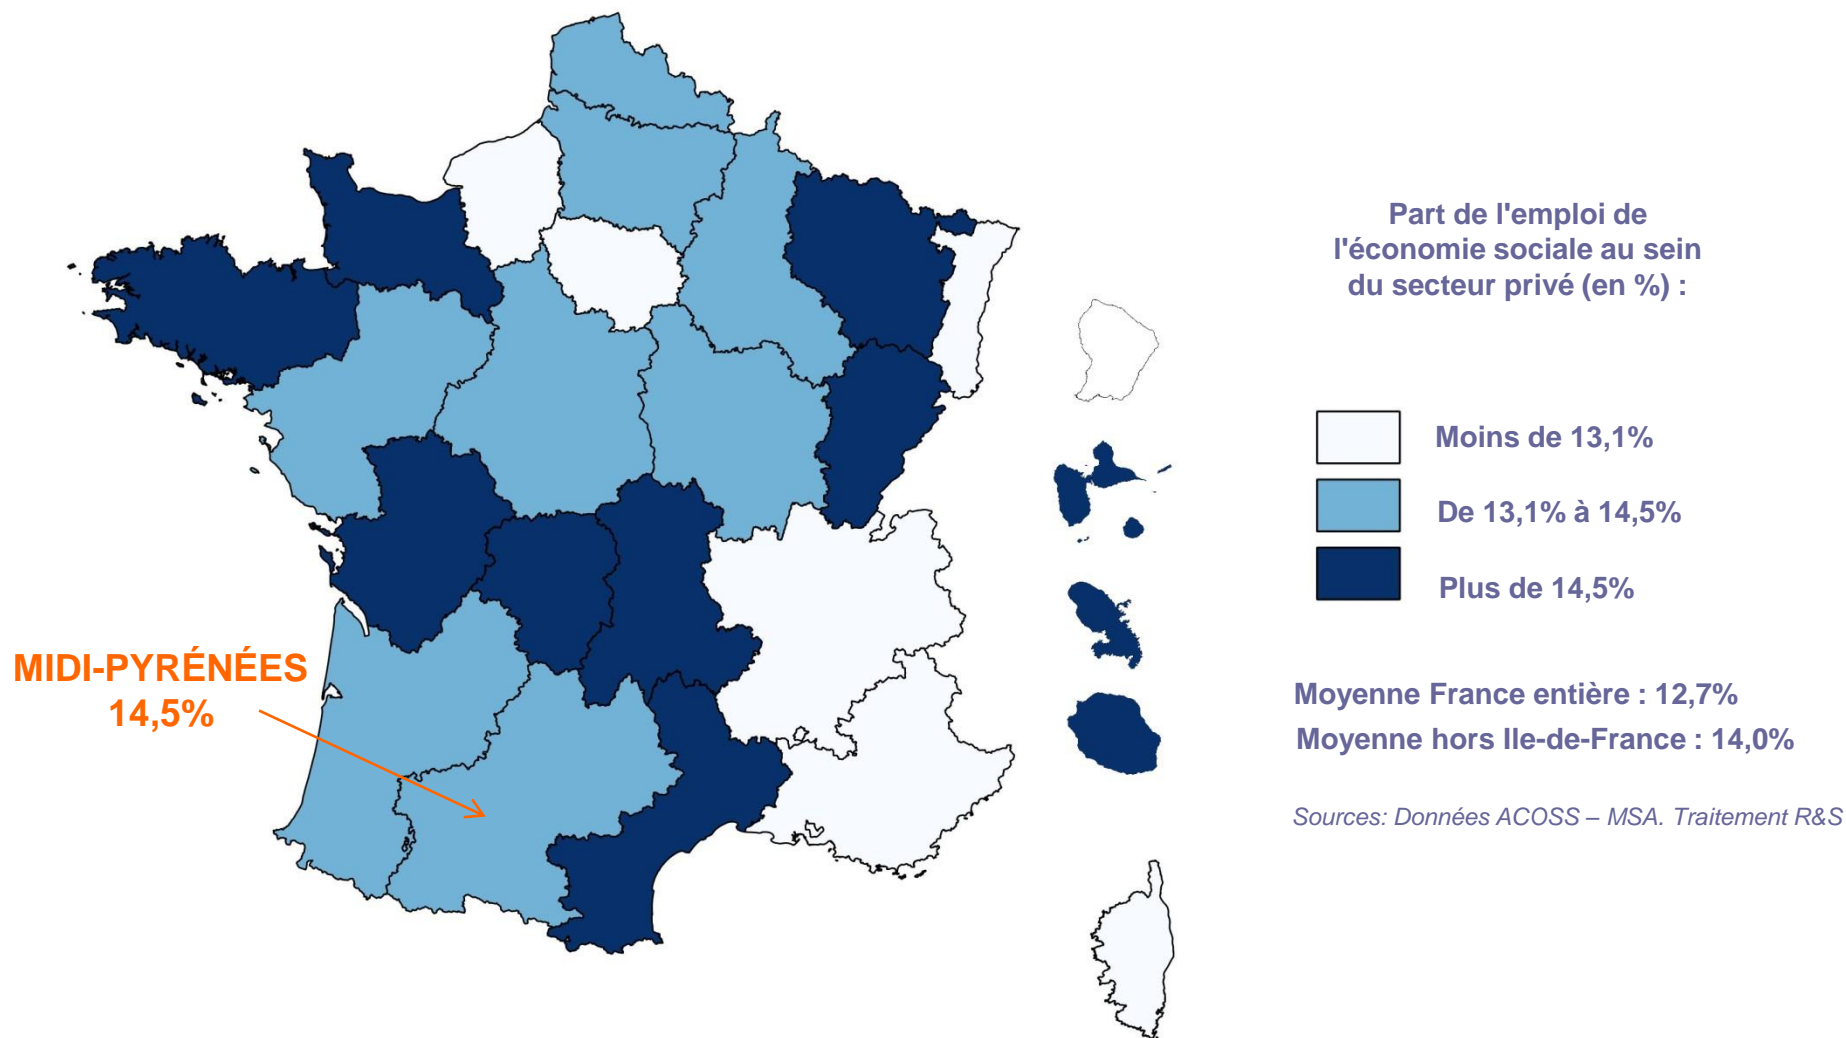 Part de l'emploi de
l'économie sociale au sein
du secteur privé (en %) :
Moins de 13,1%
De 13,1% à 14,5%
Plus de 14,5%
MIDI-PYRÉNÉES
14,5%
Moyenne France entière : 12,7%
Moyenne hors Ile-de-France : 14,0%
Sources: Données ACOSS – MSA. Traitement R&S